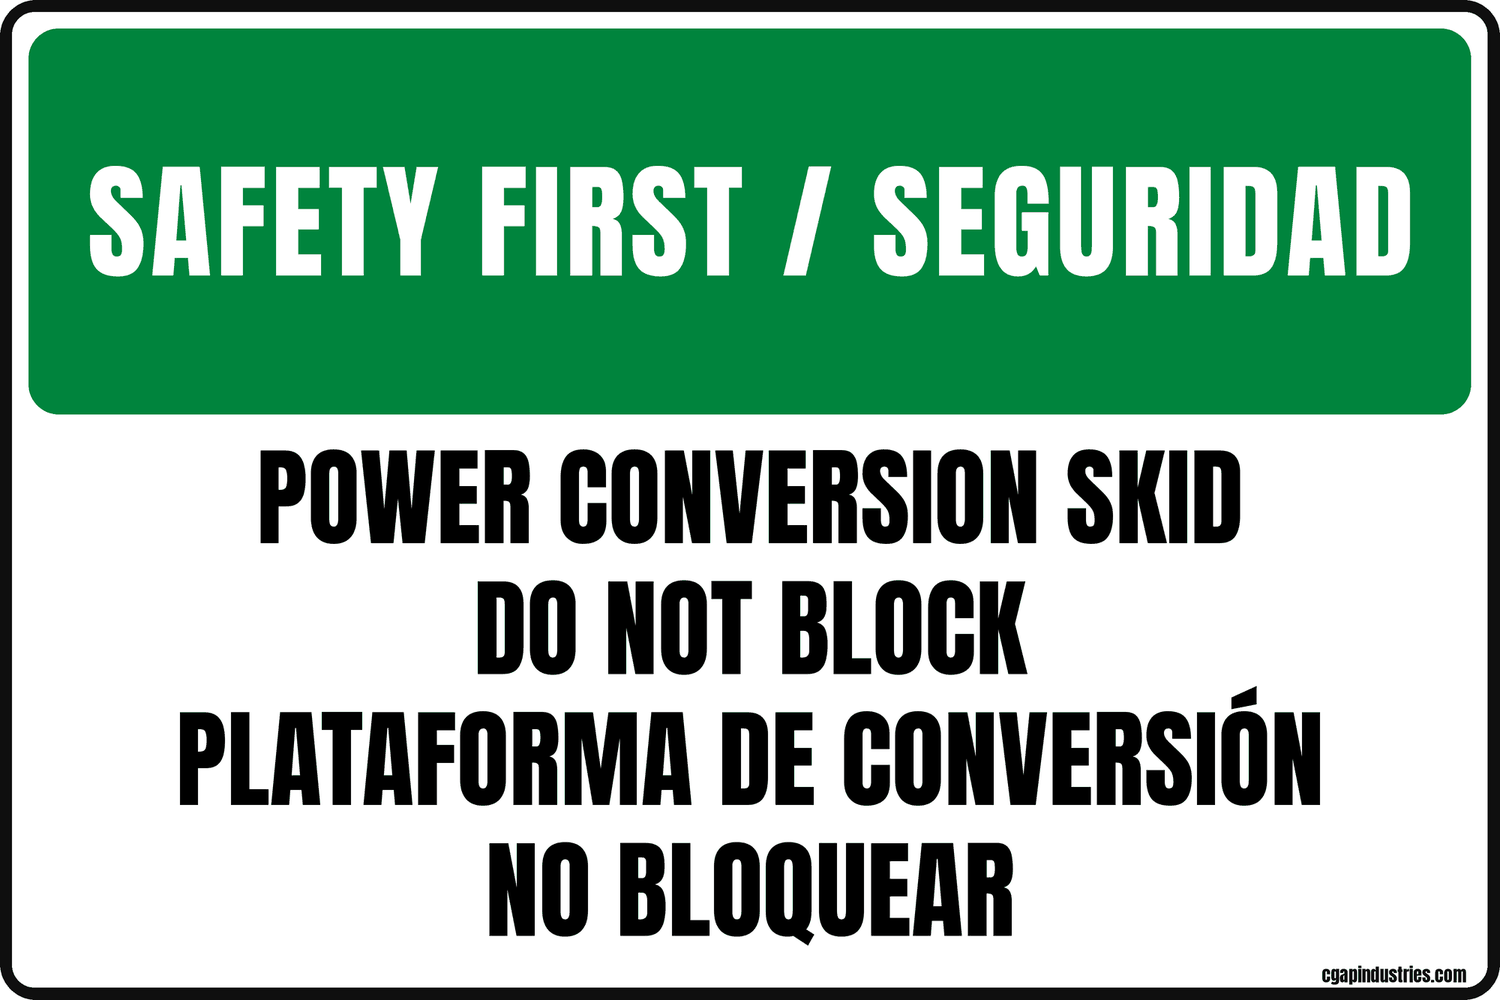 SAFETY FIRST / SEGURIDAD
POWER CONVERSION SKID
DO NOT BLOCK
PLATAFORMA DE CONVERSIÓN
NO BLOQUEAR
cgapindustries.com